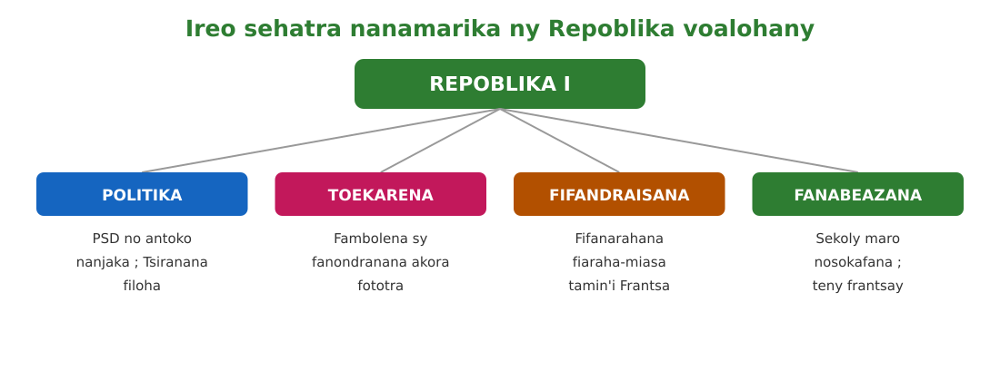 Ireo sehatra nanamarika ny Repoblika voalohany
REPOBLIKA I
POLITIKA
PSD no antoko
nanjaka ; Tsiranana
filoha
TOEKARENA
Fambolena sy
fanondranana akora
fototra
FIFANDRAISANA
Fifanarahana
fiaraha-miasa
tamin'i Frantsa
FANABEAZANA
Sekoly maro
nosokafana ;
teny frantsay